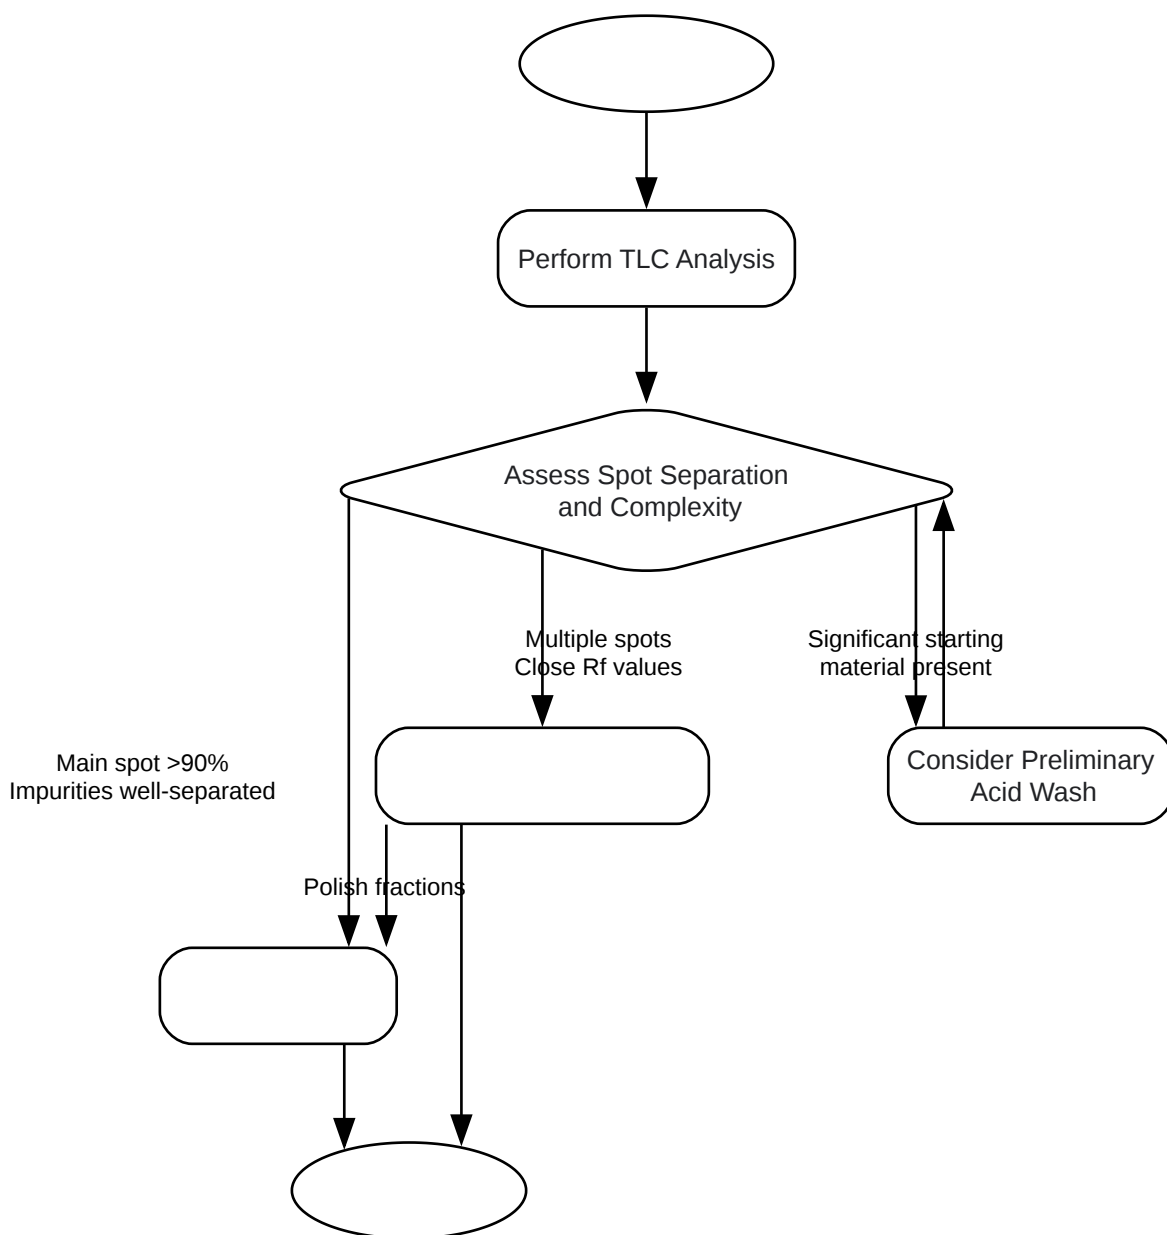 Perform TLC Analysis
Assess Spot Separation
and Complexity
Multiple spots
Close Rf values
Significant starting
material present
Main spot >90%
Impurities well-separated
Consider Preliminary
Acid Wash
Polish fractions